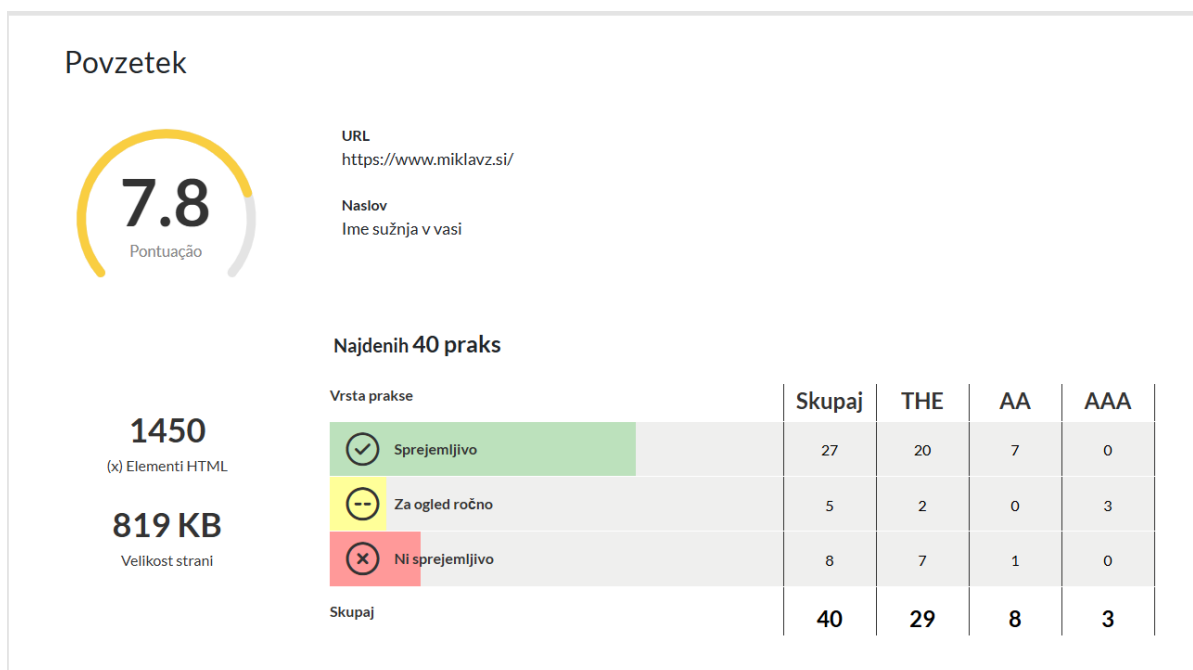 Povzetek
7.8
Pontuação
URL
https://www.miklavz.si/
Naslov
Ime sužnja v vasi
Najdenih 40 praks
1450
(x) Elementi HTML
819 KB
Velikost strani
Vrsta prakse Skupaj THE AA AAA
Sprejemljivo 27 20 7 0
Za ogled ročno 5 2 0 3
Ni sprejemljivo 8 7 1 0
Skupaj 40 29 8 3